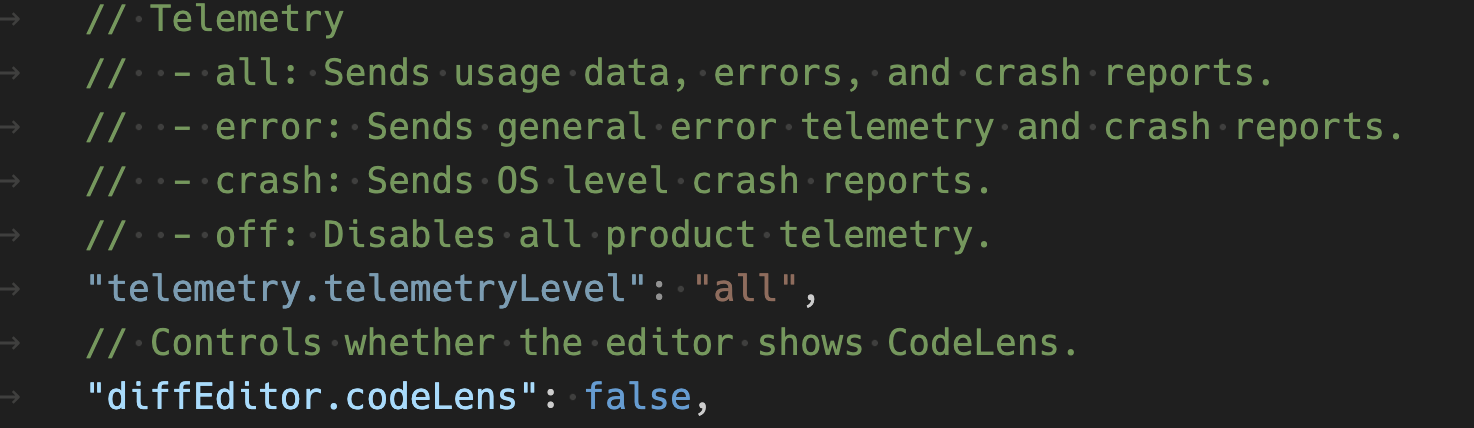 // Telemetry
//  - all: Sends usage data, errors, and crash reports.
//  - error: Sends general error telemetry and crash reports.
//  - crash: Sends OS level crash reports.
//  - off: Disables all product telemetry.
"telemetry.telemetryLevel": "all",
// Controls whether the editor shows CodeLens.
"diffEditor.codeLens": false,